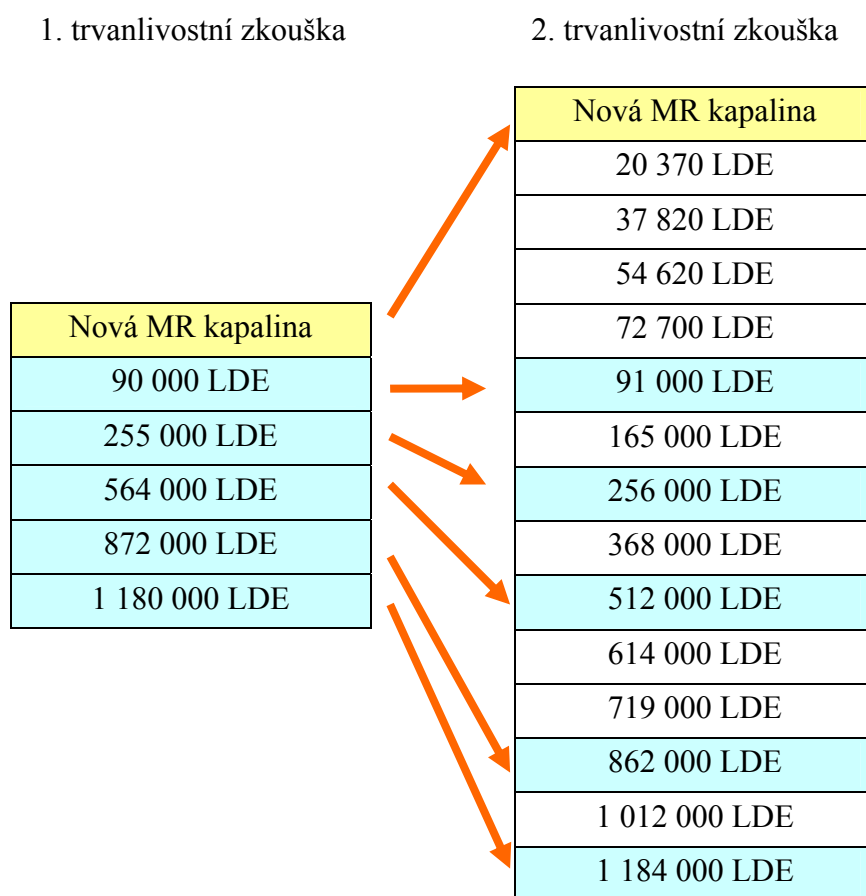 1. trvanlivostní zkouška
2. trvanlivostní zkouška
Nová MR kapalina
90 000 LDE
255 000 LDE
564 000 LDE
872 000 LDE
1 180 000 LDE
Nová MR kapalina
20 370 LDE
37 820 LDE
54 620 LDE
72 700 LDE
91 000 LDE
165 000 LDE
256 000 LDE
368 000 LDE
512 000 LDE
614 000 LDE
719 000 LDE
862 000 LDE
1 012 000 LDE
1 184 000 LDE